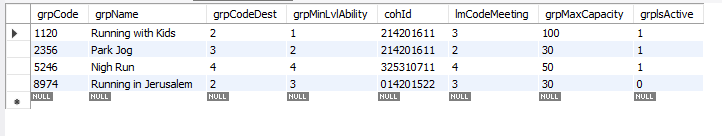 grpCode grpName grpCodeDest grpMinLvlAbility cohId lmCodeMeeting grpMaxCapacity grpIsActive
1120 Running with Kids 2 1 214201611 3 100 1
2356 Park Jog 3 2 214201611 2 30 1
5246 Nigh Run 4 4 325310711 4 50 1
8974 Running in Jerusalem 2 3 014201522 3 30 0
NULL NULL NULL NULL NULL NULL NULL NULL